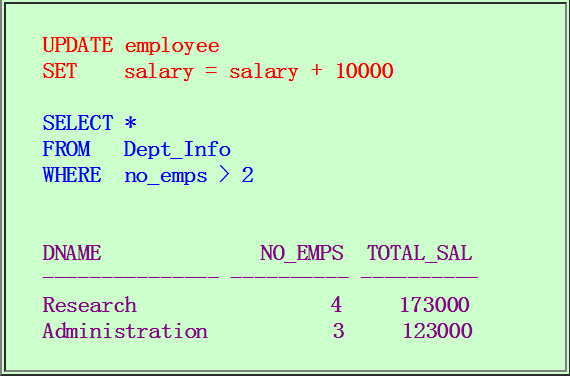 UPDATE employee
SET    salary = salary + 10000
SELECT *
FROM   Dept_Info
WHERE  no_emps > 2
DNAME             NO_EMPS  TOTAL_SAL
--------------- ---------- ----------
Research                4     173000
Administration          3     123000